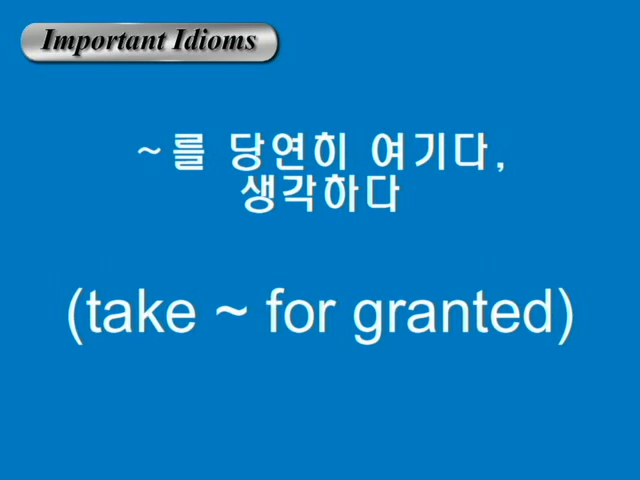 Important Idioms
~를 당연히 여기다,
생각하다
(take ~ for granted)